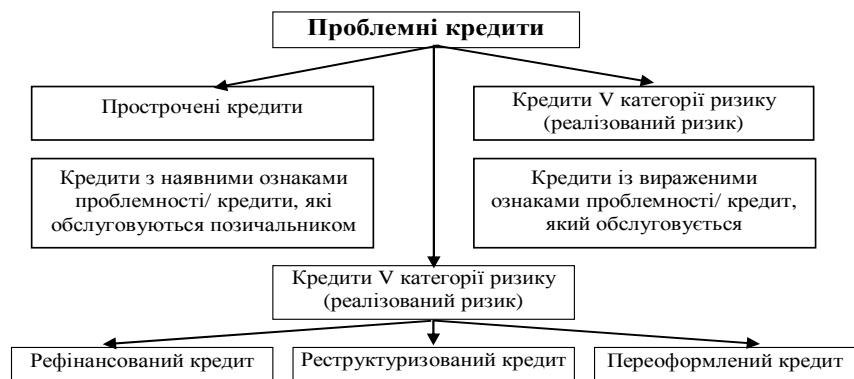 Проблемні кредити
Прострочені кредити
Кредити V категорії ризику
(реалізований ризик)
Кредити з наявними ознаками
проблемності/ кредити, які
обслуговуються позичальником
Кредити із вираженими
ознаками проблемності/ кредит,
який обслуговується
Кредити V категорії ризику
(реалізований ризик)
Рефінансований кредит
Реструктуризований кредит
Переоформлений кредит